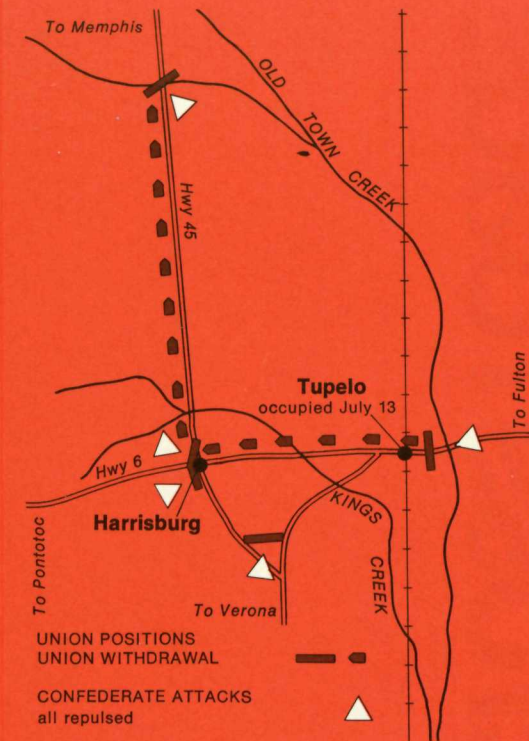 To Memphis
OLD TOWN CREEK
Hwy 45
Tupelo
occupied July 13
To Fulton
Hwy 6
Harrisburg
KINGS CREEK
To Pontotoc
To Verona
UNION POSITIONS
UNION WITHDRAWAL
CONFEDERATE ATTACKS
all repulsed